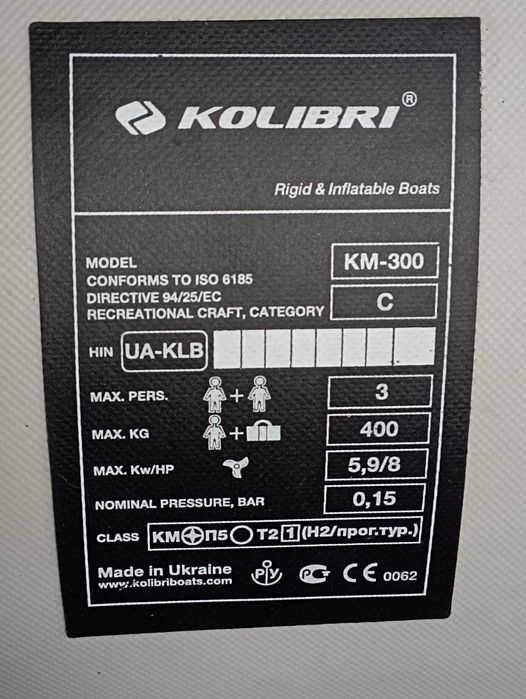 KOLIBRI®
Rigid & Inflatable Boats
MODEL KM-300
CONFORMS TO ISO 6185
DIRECTIVE 94/25/EC
RECREATIONAL CRAFT, CATEGORY C
HIN UA-KLB
MAX. PERS. + 3
MAX. KG + 400
MAX. Kw/HP 5,9/8
NOMINAL PRESSURE, BAR 0,15
CLASS КМ П5 Т2 1 (Н2/прог.тур.)
Made in Ukraine
www.kolibriboats.com РУ РСТ CE 0062